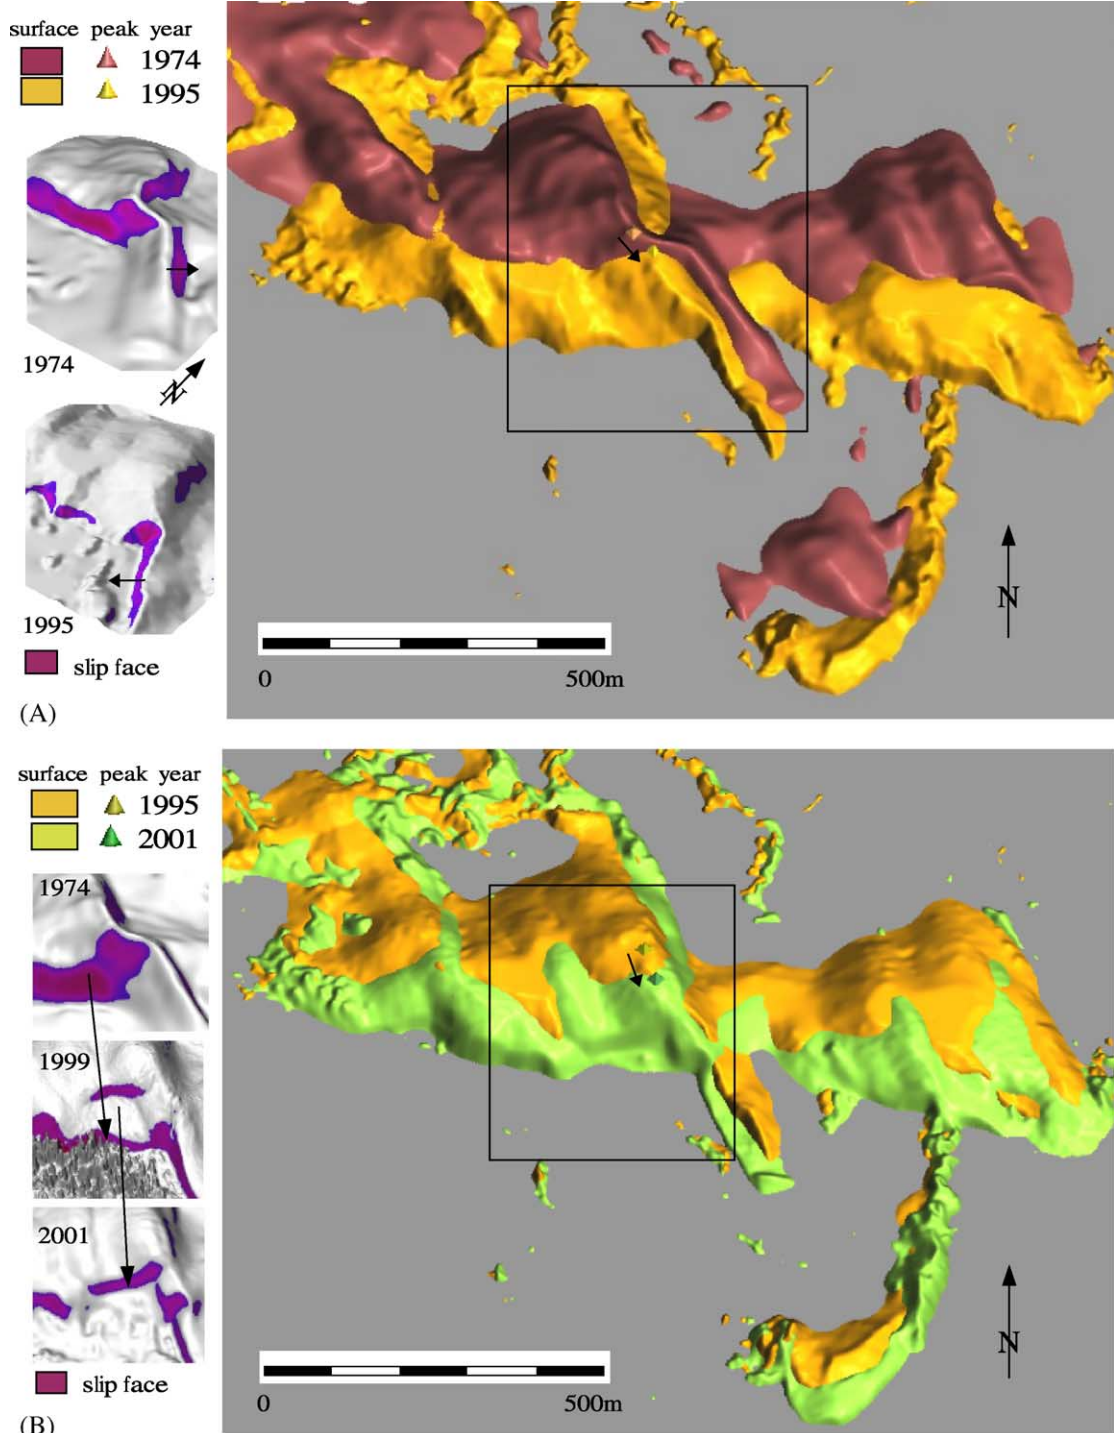 surface peak year
1974
1995
1974
N
1995
slip face
(A)
N
0 500m
surface peak year
1995
2001
1974
1999
2001
slip face
(B)
N
0 500m